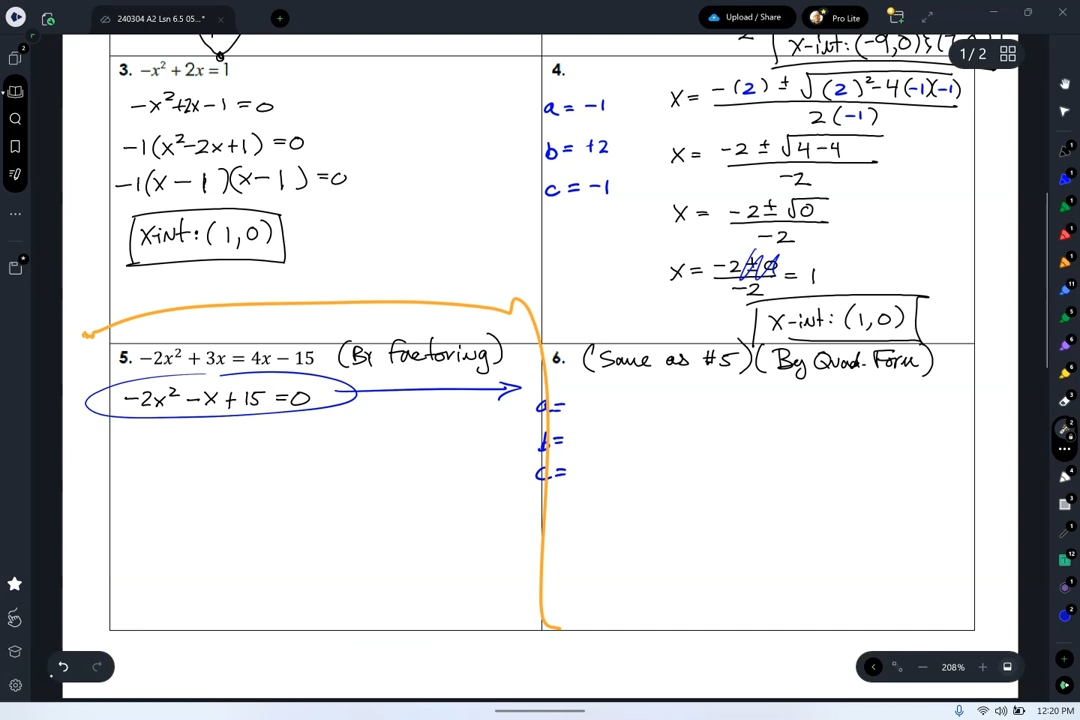 240304 A2 Lsn 6.5 05...*
Upload / Share
Pro Lite
1 / 2
x-int: (-9,0)
3. −x² + 2x = 1
-x²+2x-1=0
-1(x²-2x+1)=0
-1(x-1)(x-1)=0
x-int: (1,0)
4.
a = -1
b = +2
c = -1
x = (-(2) ± √((2)²-4(-1)(-1))) / 2(-1)
x = (-2 ± √(4-4)) / -2
x = (-2 ± √0) / -2
x = (-2 ± 0) / -2 = 1
x-int: (1,0)
5. −2x² + 3x = 4x − 15 (By factoring)
-2x² - x + 15 = 0
6. (Same as #5) (By Quad. Form)
a =
b =
c =
208%
12:20 PM